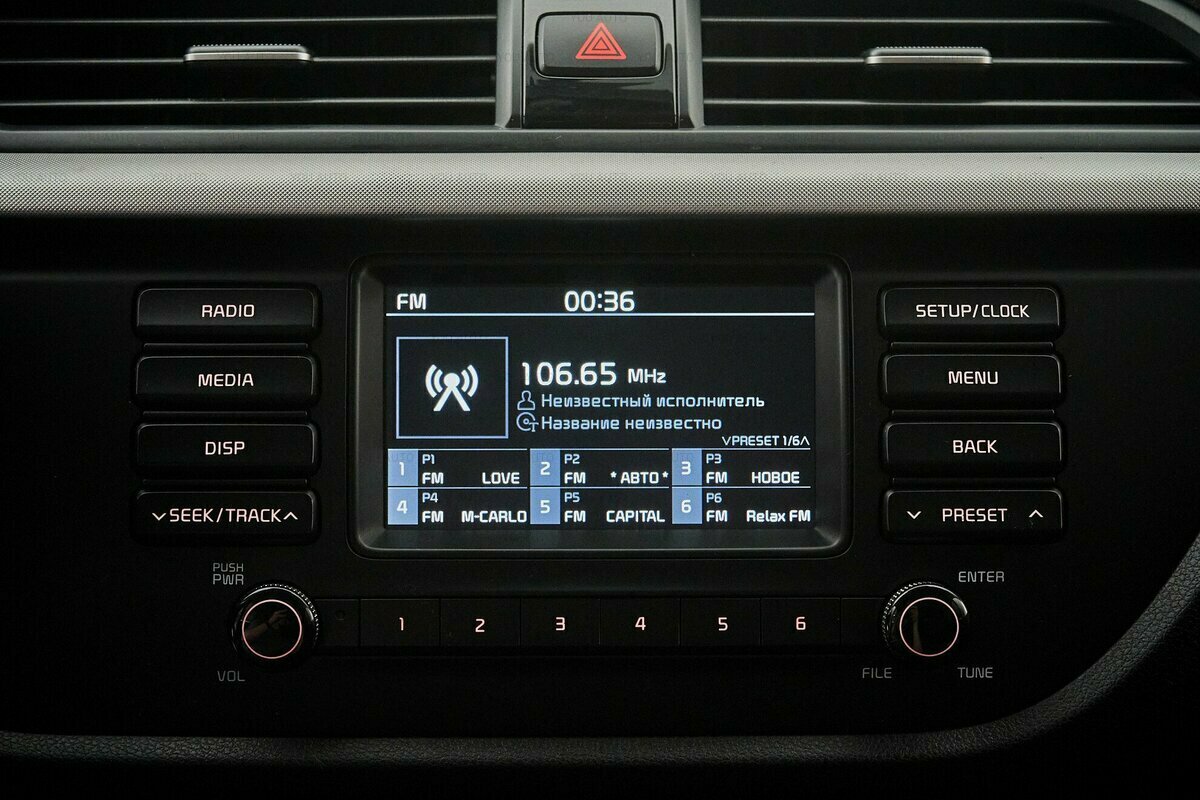 RADIO
MEDIA
DISP
SEEK/TRACK
FM 00:36
106.65 MHz
Неизвестный исполнитель
Название неизвестно
PRESET 1/6
1 P1 FM LOVE
2 P2 FM *АВТО*
3 P3 FM НОВОЕ
4 P4 FM M-CARLO
5 P5 FM CAPITAL
6 P6 FM Relax FM
SETUP/CLOCK
MENU
BACK
PRESET
PUSH
PWR
VOL
1 2 3 4 5 6
ENTER
FILE
TUNE